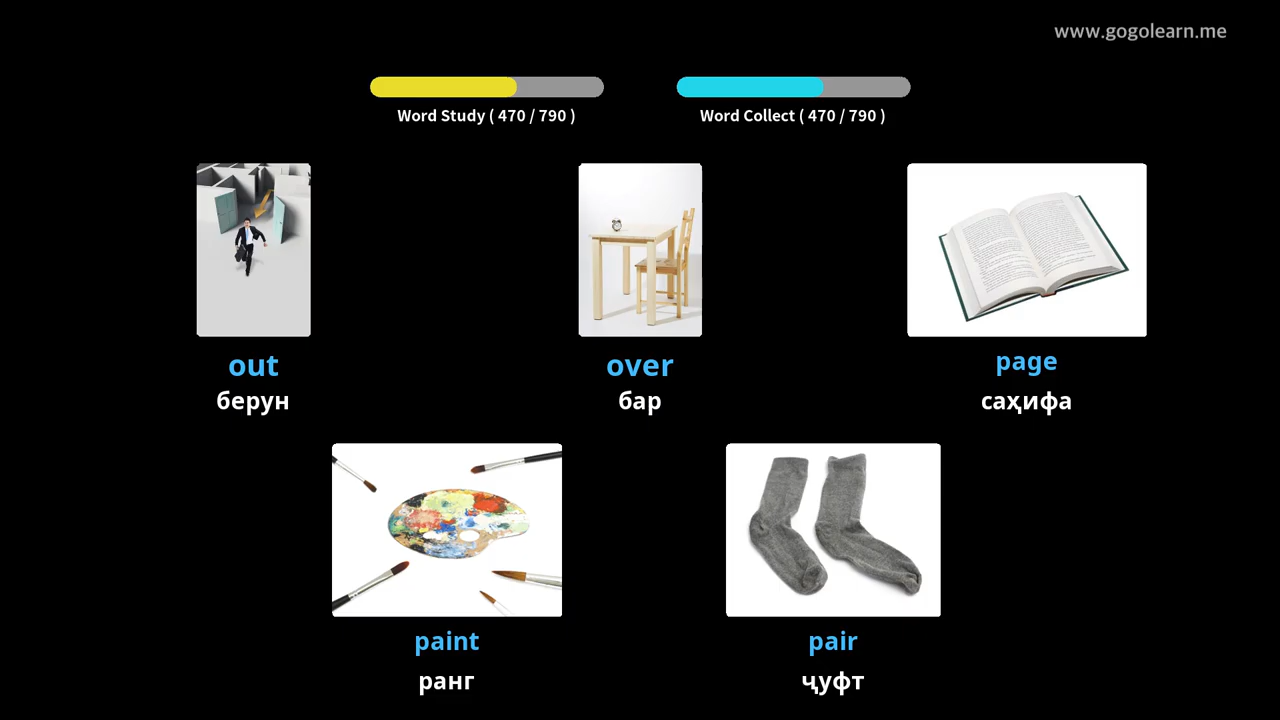 www.gogolearn.me
Word Study ( 470 / 790 )
Word Collect ( 470 / 790 )
out
берун
over
бар
page
саҳифа
paint
ранг
pair
ҷуфт